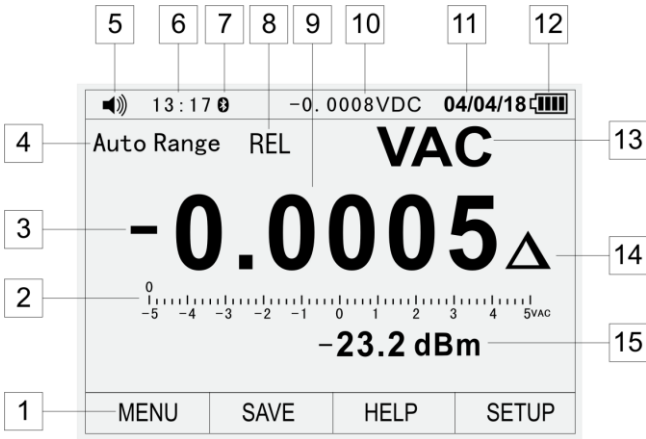 5 6 7 8 9 10 11 12
13:17 -0.0008VDC 04/04/18
4 Auto Range REL VAC 13
3 -0.0005Δ 14
0
2 -5 -4 -3 -2 -1 0 1 2 3 4 5VAC
-23.2 dBm 15
1 MENU SAVE HELP SETUP